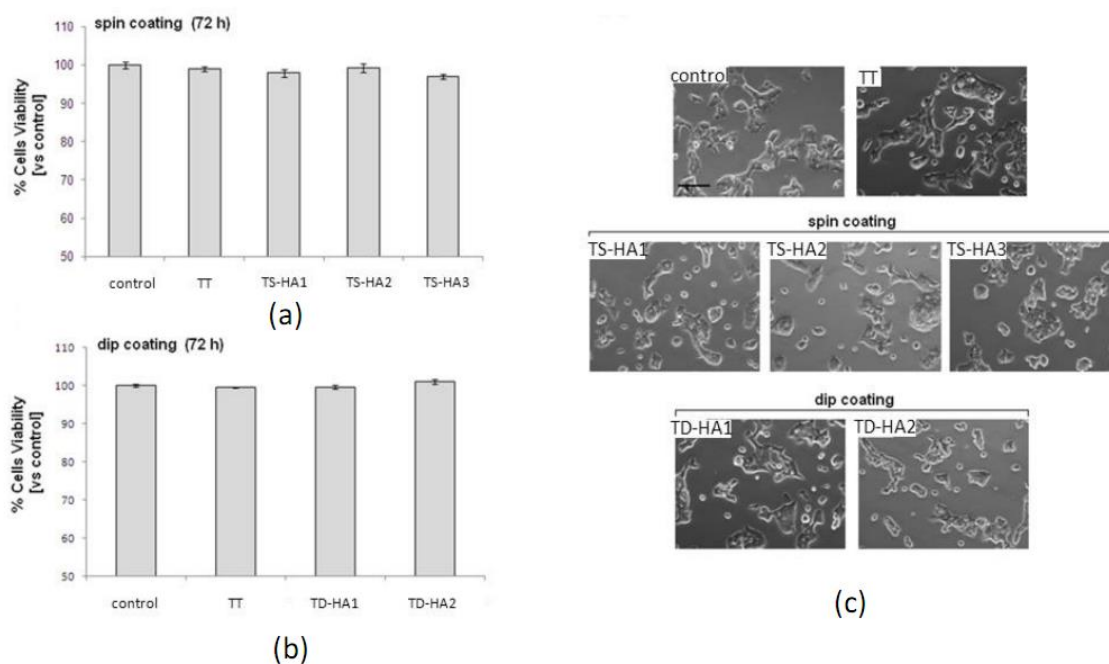 spin coating (72 h)
% Cells Viability
[vs control]
110
100
90
80
70
60
50
control
TT
TS-HA1
TS-HA2
TS-HA3
(a)
dip coating (72 h)
% Cells Viability
[vs control]
110
100
90
80
70
60
50
control
TT
TD-HA1
TD-HA2
(b)
control
TT
spin coating
TS-HA1
TS-HA2
TS-HA3
dip coating
TD-HA1
TD-HA2
(c)